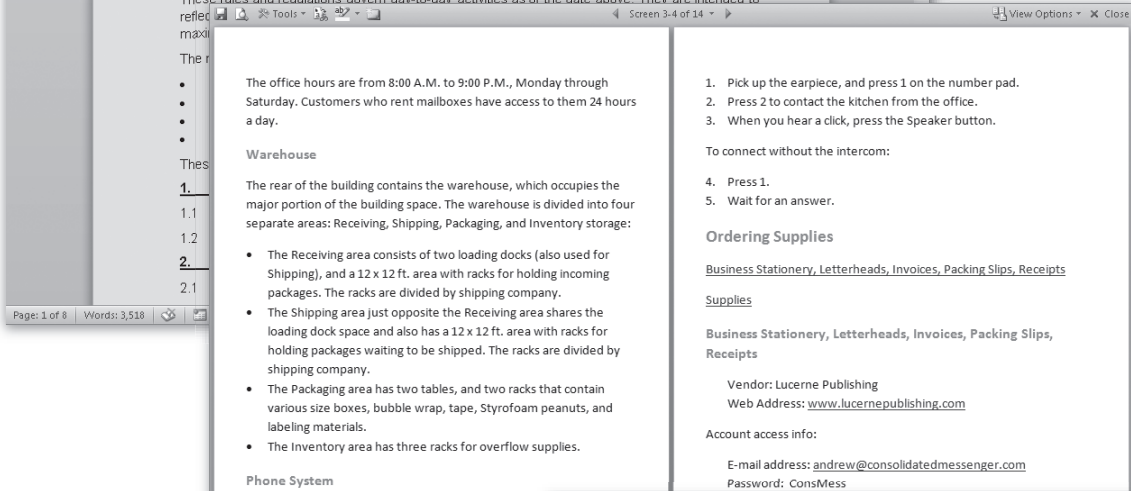 These rules and regulations govern day-to-day activities as of the date above. They are intended to
reflec
maxi
The r
Thes
1.
1.1
1.2
2.
2.1
Page: 1 of 8 Words: 3,518
Tools
Screen 3-4 of 14
View Options
Close
The office hours are from 8:00 A.M. to 9:00 P.M., Monday through
Saturday. Customers who rent mailboxes have access to them 24 hours
a day.
Warehouse
The rear of the building contains the warehouse, which occupies the
major portion of the building space. The warehouse is divided into four
separate areas: Receiving, Shipping, Packaging, and Inventory storage:
• The Receiving area consists of two loading docks (also used for
Shipping), and a 12 x 12 ft. area with racks for holding incoming
packages. The racks are divided by shipping company.
• The Shipping area just opposite the Receiving area shares the
loading dock space and also has a 12 x 12 ft. area with racks for
holding packages waiting to be shipped. The racks are divided by
shipping company.
• The Packaging area has two tables, and two racks that contain
various size boxes, bubble wrap, tape, Styrofoam peanuts, and
labeling materials.
• The Inventory area has three racks for overflow supplies.
Phone System
1. Pick up the earpiece, and press 1 on the number pad.
2. Press 2 to contact the kitchen from the office.
3. When you hear a click, press the Speaker button.
To connect without the intercom:
4. Press 1.
5. Wait for an answer.
Ordering Supplies
Business Stationery, Letterheads, Invoices, Packing Slips, Receipts
Supplies
Business Stationery, Letterheads, Invoices, Packing Slips,
Receipts
Vendor: Lucerne Publishing
Web Address: www.lucernepublishing.com
Account access info:
E-mail address: andrew@consolidatedmessenger.com
Password: ConsMess